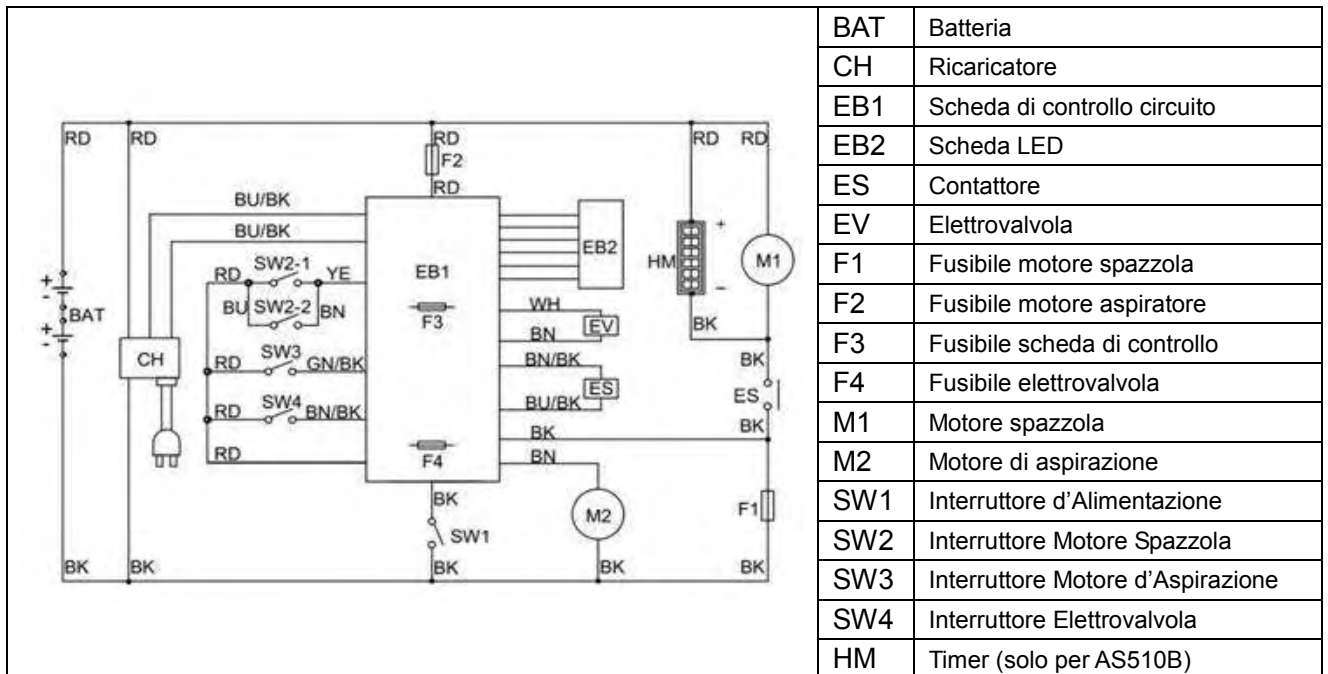 RD RD RD RD RD
F2
RD
BU/BK
BU/BK
EB2
+
HM
M1
-
SW2-1
RD YE
EB1
BU SW2-2 BN
F3
+
-
BAT
+
-
WH
EV
BN
BK
CH
SW3
RD GN/BK
BN/BK
ES
BU/BK
BK
ES
SW4
RD BN/BK
BK
BK
RD
F4
BN
BK
M2
F1
SW1
BK BK BK BK BK
BAT Batteria
CH Ricaricatore
EB1 Scheda di controllo circuito
EB2 Scheda LED
ES Contattore
EV Elettrovalvola
F1 Fusibile motore spazzola
F2 Fusibile motore aspiratore
F3 Fusibile scheda di controllo
F4 Fusibile elettrovalvola
M1 Motore spazzola
M2 Motore di aspirazione
SW1 Interruttore d’Alimentazione
SW2 Interruttore Motore Spazzola
SW3 Interruttore Motore d’Aspirazione
SW4 Interruttore Elettrovalvola
HM Timer (solo per AS510B)